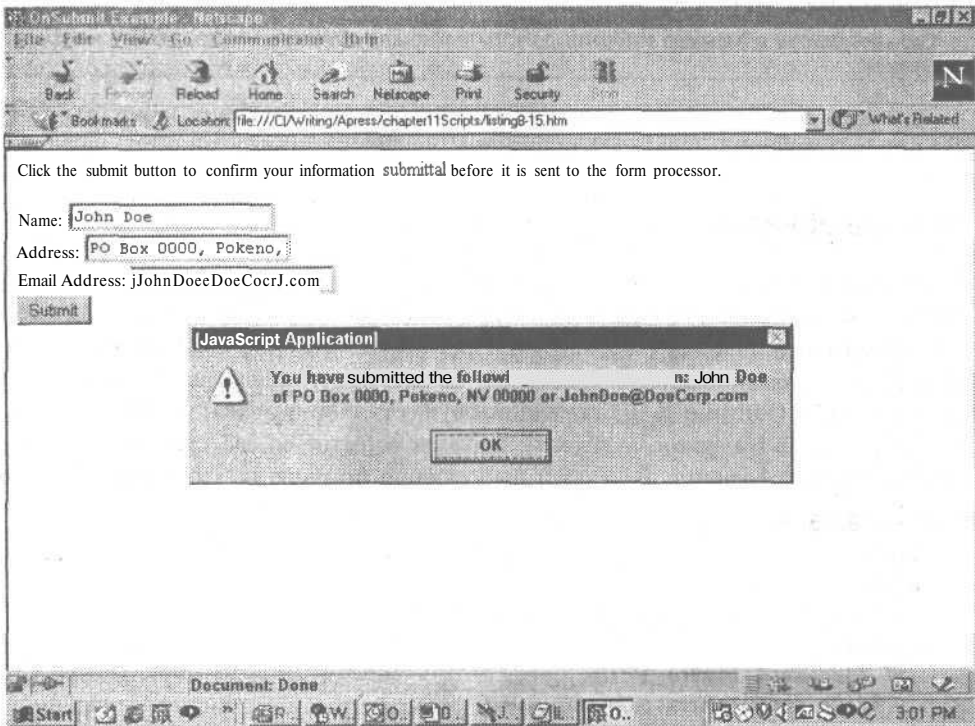 OnSubmit Example - Netscape
File Edit View Go Communicator Help
Back Forward Reload Home Search Netscape Print Security Stop
N
Bookmarks Location: file:///C|/Writing/Apress/chapter11Scripts/listing8-15.htm What's Related
Click the submit button to confirm your information submittal before it is sent to the form processor.
Name: John Doe
Address: PO Box 0000, Pokeno,
Email Address: jJohnDoeeDoeCocrJ.com
Submit
[JavaScript Application]
You have submitted the followi n: John Doe
of PO Box 0000, Pokeno, NV 00000 or JohnDoe@DoeCorp.com
OK
Document: Done
Start R.. W.. O.. D.. J.. li.. O.. 3:01 PM